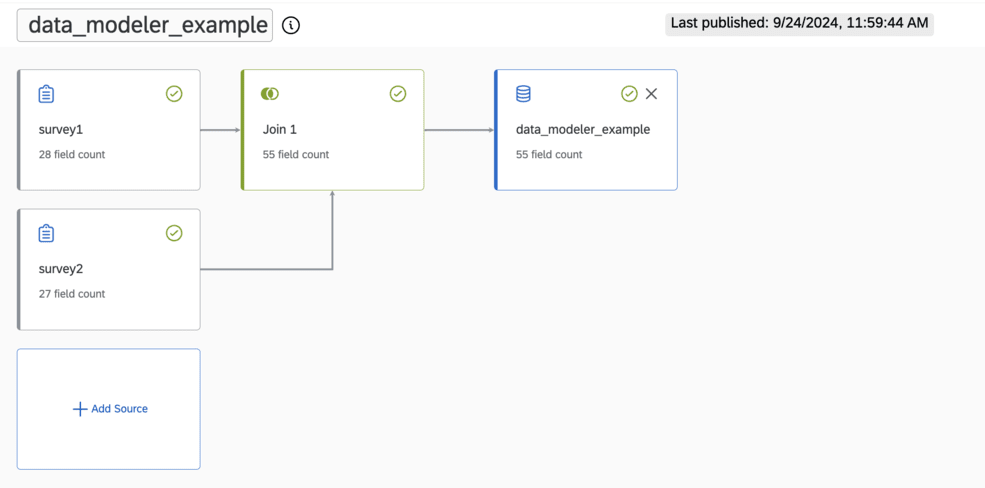 data_modeler_example
Last published: 9/24/2024, 11:59:44 AM
survey1
28 field count
Join 1
55 field count
data_modeler_example
55 field count
survey2
27 field count
Add Source